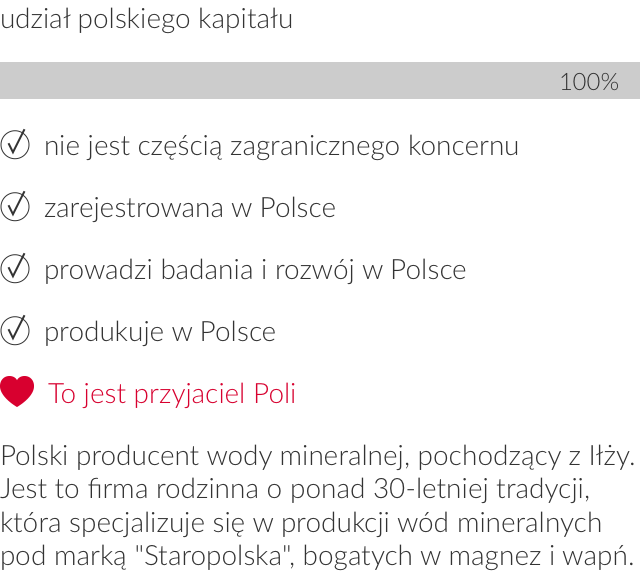 udział polskiego kapitału
100%
nie jest częścią zagranicznego koncernu
zarejestrowana w Polsce
prowadzi badania i rozwój w Polsce
produkuje w Polsce
To jest przyjaciel Poli
Polski producent wody mineralnej, pochodzący z Iłży.
Jest to firma rodzinna o ponad 30-letniej tradycji,
która specjalizuje się w produkcji wód mineralnych
pod marką "Staropolska", bogatych w magnez i wapń.